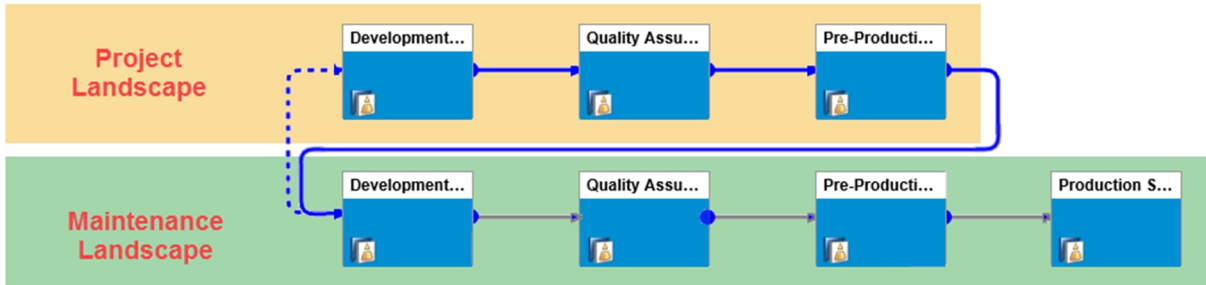 Project
Landscape
Development...
Quality Assu...
Pre-Producti...
Maintenance
Landscape
Development...
Quality Assu...
Pre-Producti...
Production S...